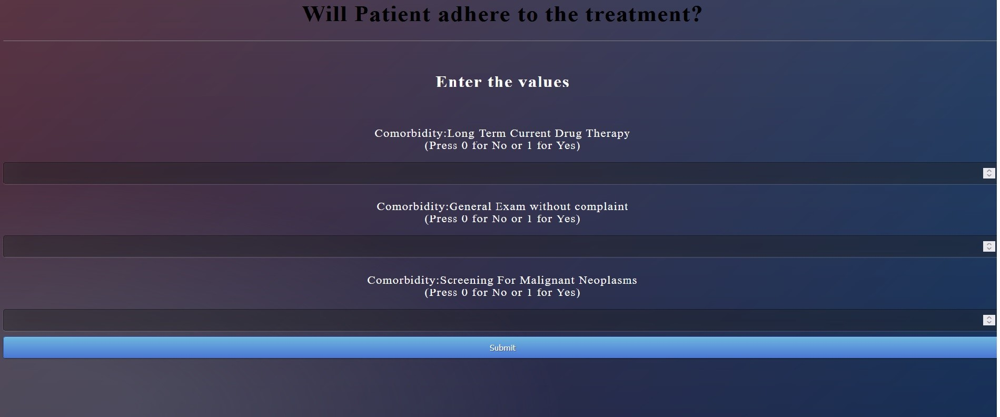 Will Patient adhere to the treatment?
Enter the values
Comorbidity:Long Term Current Drug Therapy
(Press 0 for No or 1 for Yes)
Comorbidity:General Exam without complaint
(Press 0 for No or 1 for Yes)
Comorbidity:Screening For Malignant Neoplasms
(Press 0 for No or 1 for Yes)
Submit